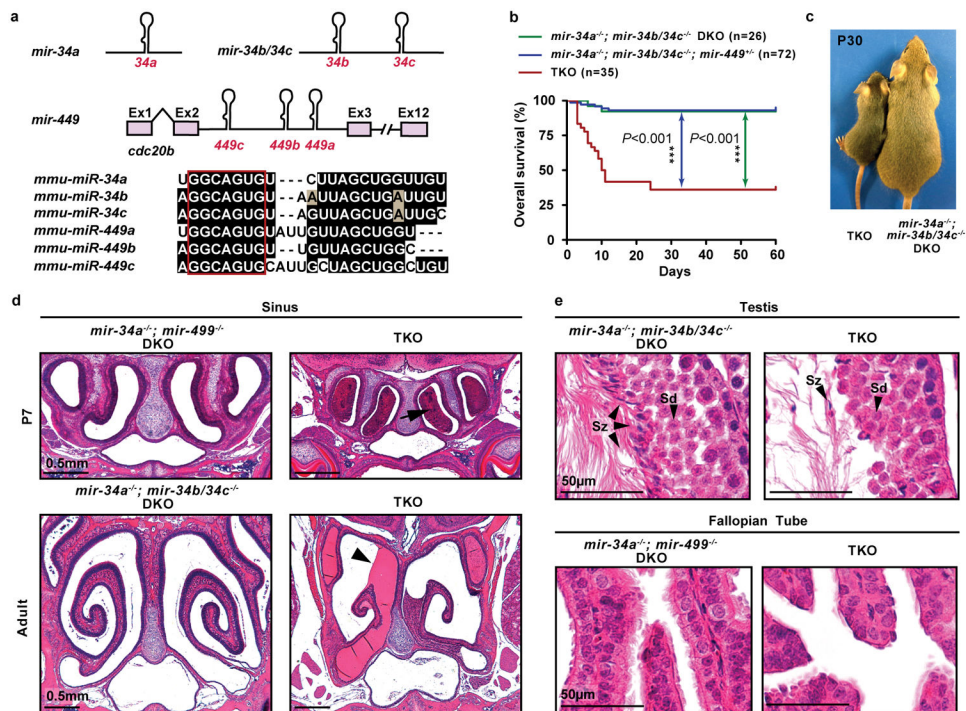 a
mir-34a
34a
mir-34b/34c
34b 34c
mir-449
Ex1 Ex2 Ex3 Ex12
cdc20b
449c 449b 449a
mmu-miR-34a UGGCAGUGU---CUUAGCUGGUUGU
mmu-miR-34b AGGCAGUGU-AAUUAGCUGAUUGU
mmu-miR-34c AGGCAGUGU-AGUUAGCUGAUUGC
mmu-miR-449a UGGCAGUGUAUUGUUAGCUGGU----
mmu-miR-449b AGGCAGUGU--UGUUAGCUGGC---
mmu-miR-449c AGGCAGUGCAUUGCUAGCUGGCUGU
b
mir-34a-/-; mir-34b/34c-/- DKO (n=26)
mir-34a-/-; mir-34b/34c-/-; mir-449+/- (n=72)
TKO (n=35)
Overall survival (%)
100
75
50
25
0
P<001 P<0.001
*** ***
0 10 20 30 40 50 60
Days
c
P30
TKO
mir-34a-/-;
mir-34b/34c-/-
DKO
d
Sinus
mir-34a-/-; mir-499-/-
DKO
TKO
P7
0.5mm
mir-34a-/-; mir-34b/34c-/-
DKO
TKO
Adult
0.5mm
e
Testis
mir-34a-/-; mir-34b/34c-/-
DKO
TKO
Sz Sd
50µm
Sz Sd
Fallopian Tube
mir-34a-/-; mir-499-/-
DKO
TKO
50µm